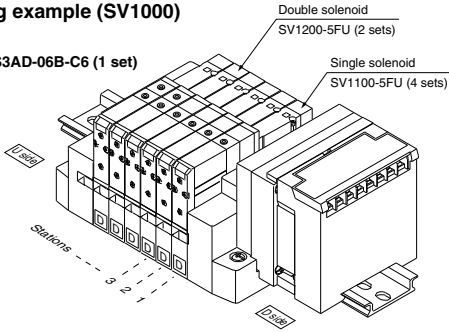 g example (SV1000)
S3AD-06B-C6 (1 set)
Double solenoid
SV1200-5FU (2 sets)
Single solenoid
SV1100-5FU (4 sets)
U side
Stations
3
2
1
D D D D D D
D side